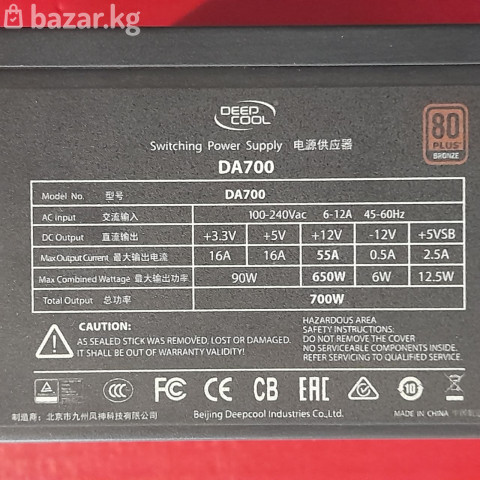 bazar.kg
DEEP
COOL
Switching Power Supply 电源供应器
80
PLUS
BRONZE
DA700
Model No. 型号 DA700
AC input 交流输入 100-240Vac 6-12A 45-60Hz
DC Output 直流输出 +3.3V +5V +12V -12V +5VSB
Max Output Current 最大输出电流 16A 16A 55A 0.5A 2.5A
Max Combined Wattage 最大输出功率 90W 650W 6W 12.5W
Total Output 总功率 700W
CAUTION:
AS SEALED STICK WAS REMOVED, LOST OR DAMAGE.
IT SHALL BE OUT OF WARRANTY AUTOMATICALLY.
HAZARDOUS AREA
SAFETY INSTRUCTIONS:
DO NOT REMOVE THE COVER
NO SERVICEABLE COMPONENTS INSIDE.
REFER SERVICING TO QUALIFIED SERVICE.
CCC FC CE CB EAC 10
制造商: 北京市九州风神科技有限公司 Beijing Deepcool Industries Co.,Ltd. MADE IN CHINA